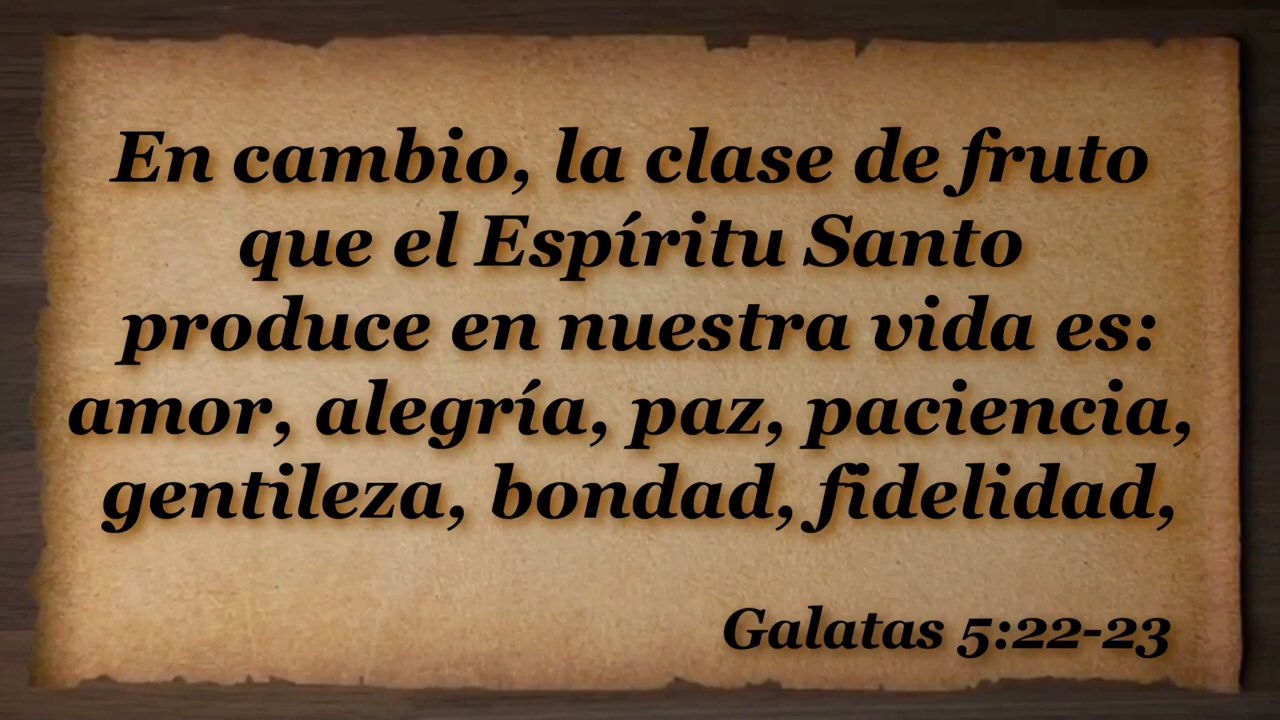 En cambio, la clase de fruto
que el Espíritu Santo
produce en nuestra vida es:
amor, alegría, paz, paciencia,
gentileza, bondad, fidelidad,
Galatas 5:22-23